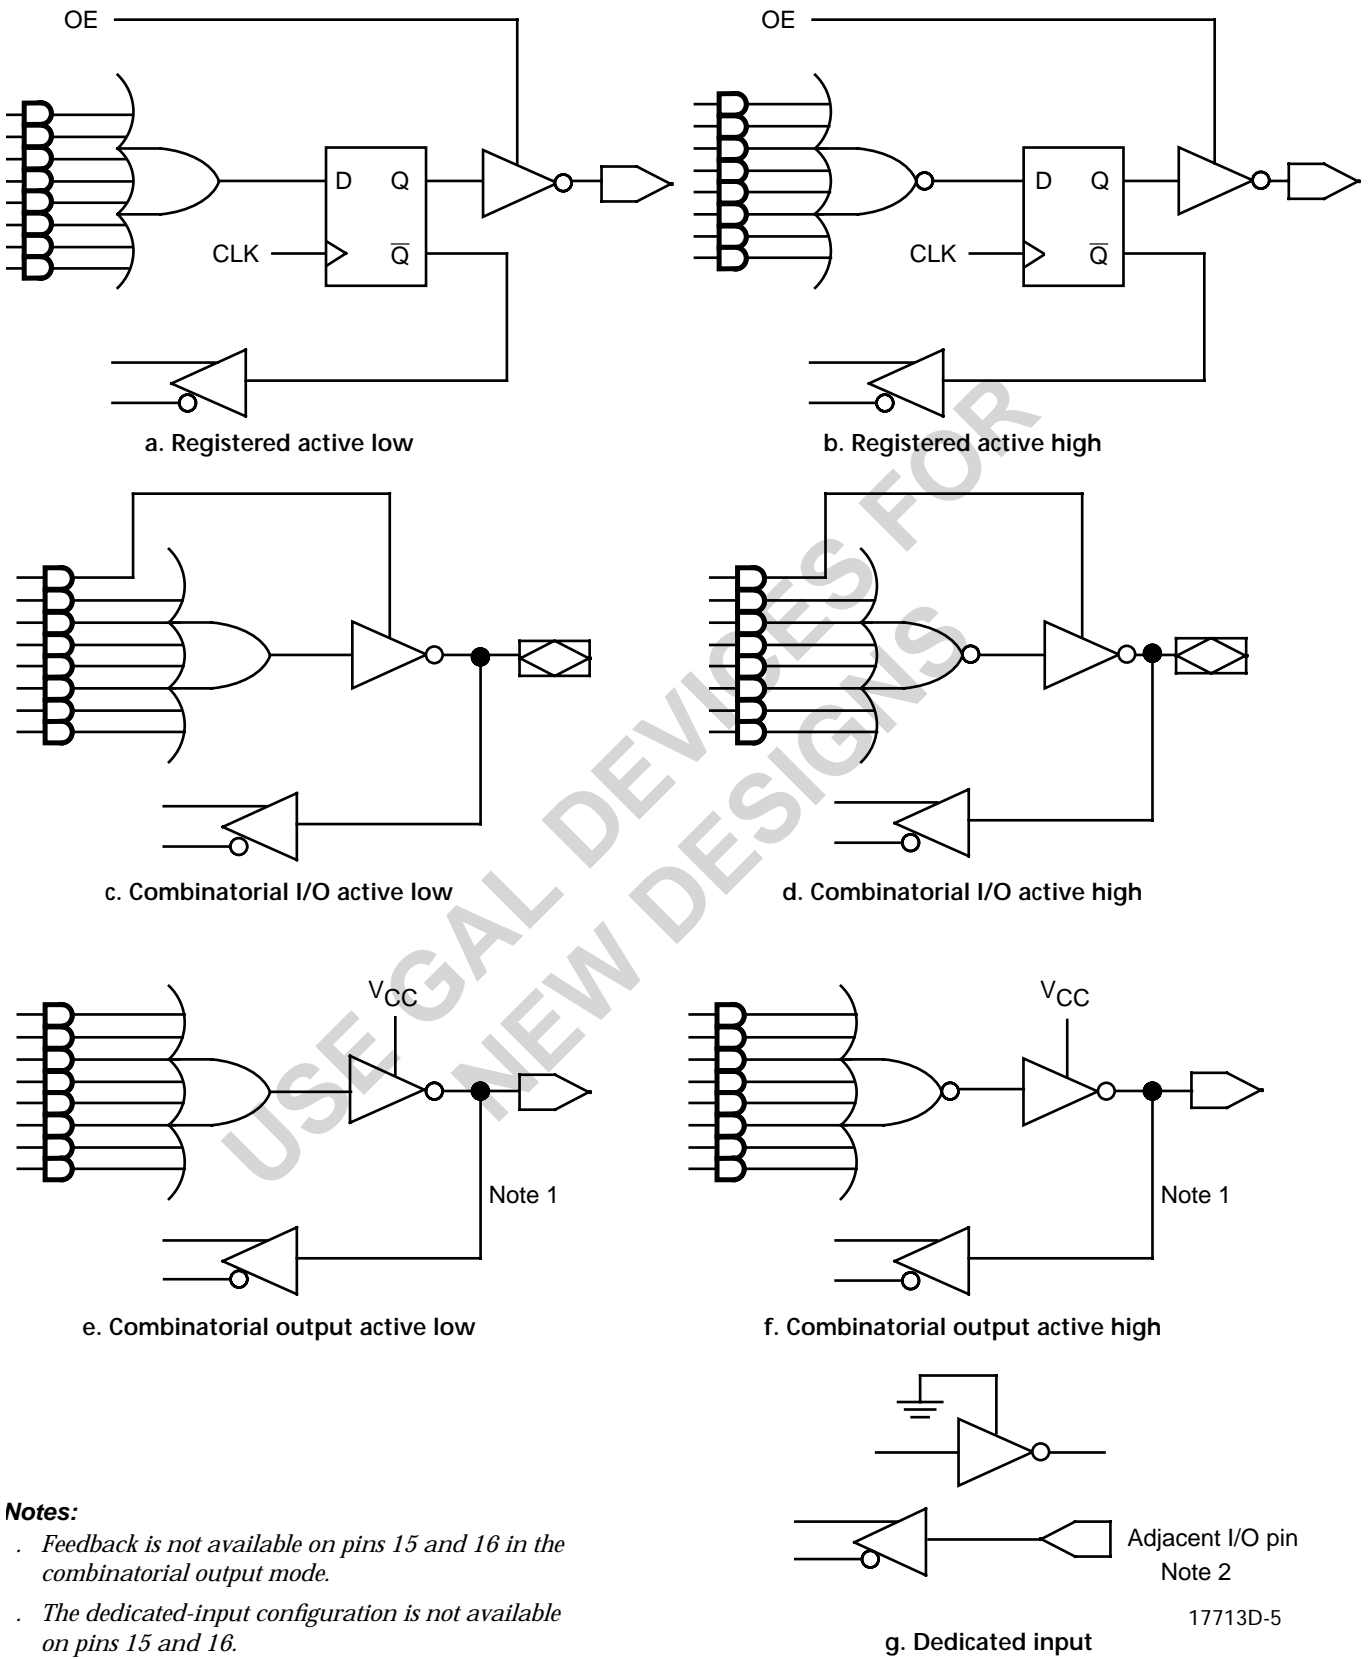 OE
OE
D Q
CLK
Q̅
D Q
CLK
Q̅
a. Registered active low
b. Registered active high
c. Combinatorial I/O active low
d. Combinatorial I/O active high
USE GAL DEVICES FOR
NEW DESIGNS
VCC
VCC
Note 1
Note 1
e. Combinatorial output active low
f. Combinatorial output active high
Notes:
. Feedback is not available on pins 15 and 16 in the
combinatorial output mode.
. The dedicated-input configuration is not available
on pins 15 and 16.
Adjacent I/O pin
Note 2
17713D-5
g. Dedicated input